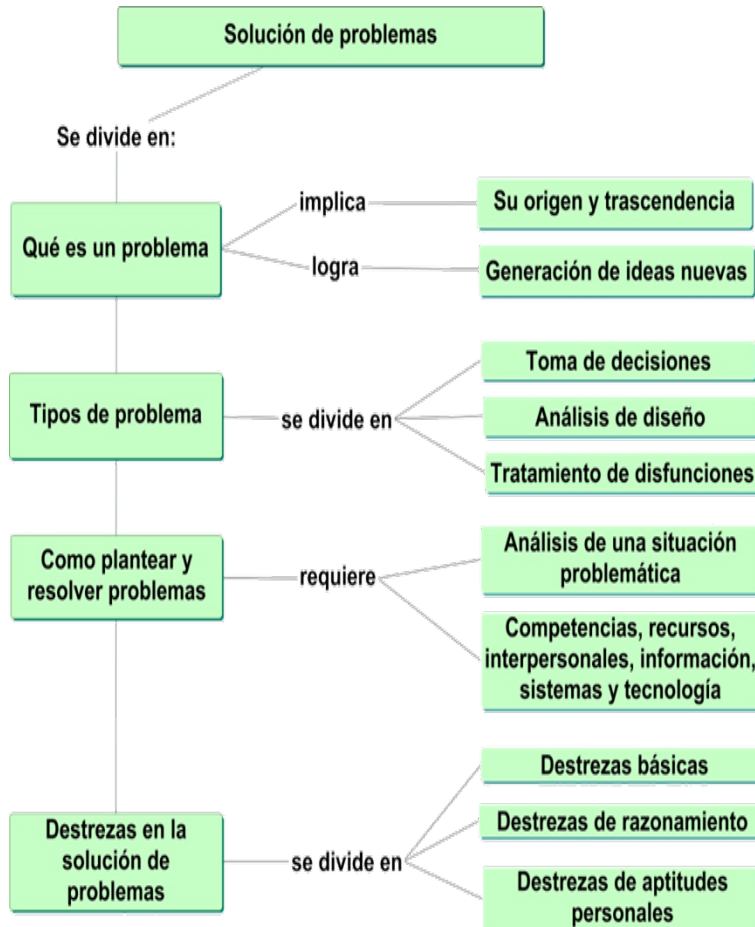 Solución de problemas
Se divide en:
Qué es un problema
implica
Su origen y trascendencia
logra
Generación de ideas nuevas
Tipos de problema
se divide en
Toma de decisiones
Análisis de diseño
Tratamiento de disfunciones
Como plantear y
resolver problemas
requiere
Análisis de una situación
problemática
Competencias, recursos,
interpersonales, información,
sistemas y tecnología
Destrezas en la
solución de
problemas
se divide en
Destrezas básicas
Destrezas de razonamiento
Destrezas de aptitudes
personales